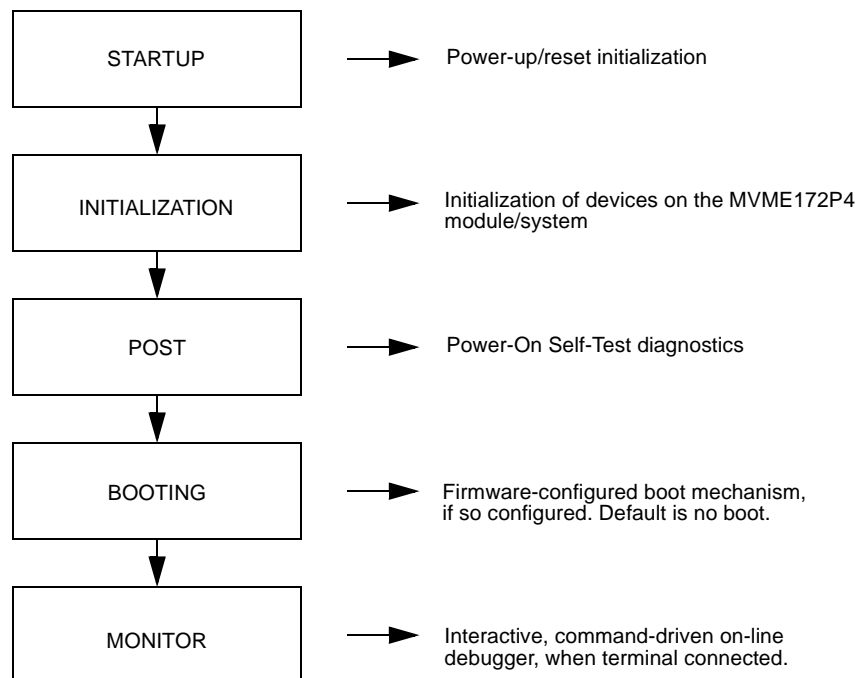 STARTUP
Power-up/reset initialization
INITIALIZATION
Initialization of devices on the MVME172P4
module/system
POST
Power-On Self-Test diagnostics
BOOTING
Firmware-configured boot mechanism,
if so configured. Default is no boot.
MONITOR
Interactive, command-driven on-line
debugger, when terminal connected.